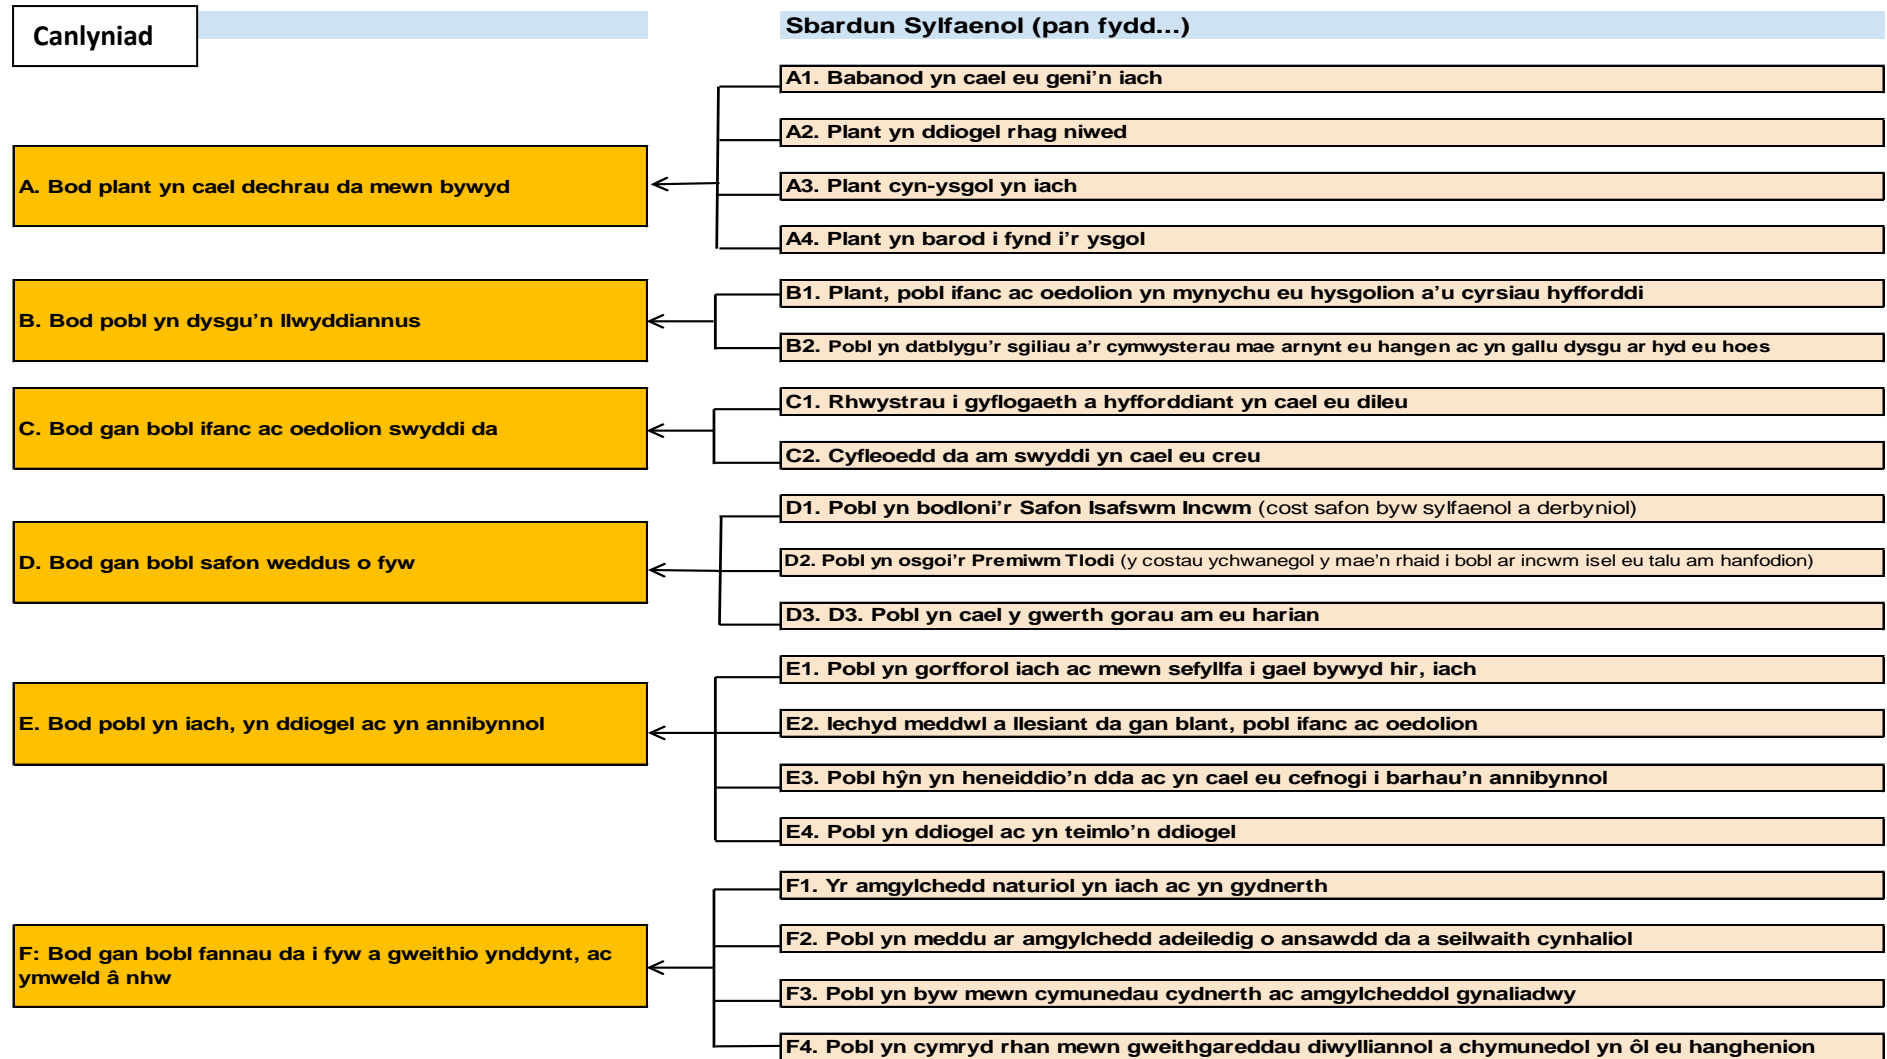 Canlyniad
Sbardun Sylfaenol (pan fydd...)
A. Bod plant yn cael dechrau da mewn bywyd
A1. Babanod yn cael eu geni’n iach
A2. Plant yn ddiogel rhag niwed
A3. Plant cyn-ysgol yn iach
A4. Plant yn barod i fynd i’r ysgol
B. Bod pobl yn dysgu’n llwyddiannus
B1. Plant, pobl ifanc ac oedolion yn mynychu eu hysgolion a’u cyrsiau hyfforddi
B2. Pobl yn datblygu’r sgiliau a’r cymwysterau mae arnynt eu hangen ac yn gallu dysgu ar hyd eu hoes
C. Bod gan bobl ifanc ac oedolion swyddi da
C1. Rhwystrau i gyflogaeth a hyfforddiant yn cael eu dileu
C2. Cyfleoedd da am swyddi yn cael eu creu
D. Bod gan bobl safon weddus o fyw
D1. Pobl yn bodloni’r Safon Isafswm Incwm (cost safon byw sylfaenol a derbyniol)
D2. Pobl yn osgoi’r Premiwm Tlodi (y costau ychwanegol y mae’n rhaid i bobl ar incwm isel eu talu am hanfodion)
D3. D3. Pobl yn cael y gwerth gorau am eu harian
E. Bod pobl yn iach, yn ddiogel ac yn annibynnol
E1. Pobl yn gorfforol iach ac mewn sefyllfa i gael bywyd hir, iach
E2. Iechyd meddwl a llesiant da gan blant, pobl ifanc ac oedolion
E3. Pobl hŷn yn heneiddio’n dda ac yn cael eu cefnogi i barhau’n annibynnol
E4. Pobl yn ddiogel ac yn teimlo’n ddiogel
F: Bod gan bobl fannau da i fyw a gweithio ynddynt, ac
ymweld â nhw
F1. Yr amgylchedd naturiol yn iach ac yn gydnerth
F2. Pobl yn meddu ar amgylchedd adeiledig o ansawdd da a seilwaith cynhaliol
F3. Pobl yn byw mewn cymunedau cydnerth ac amgylcheddol gynaliadwy
F4. Pobl yn cymryd rhan mewn gweithgareddau diwylliannol a chymunedol yn ôl eu hanghenion